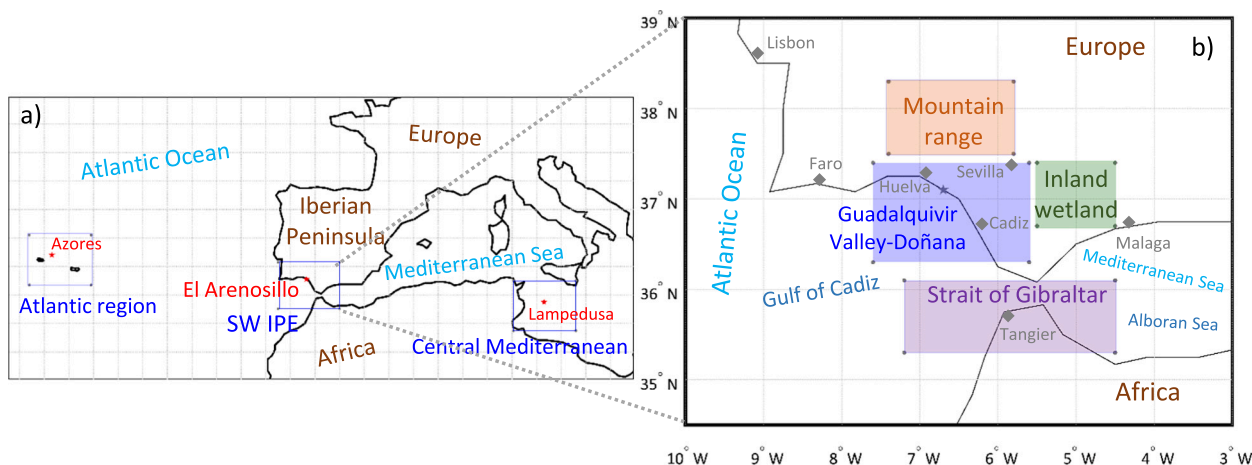 a)
Atlantic Ocean
Europe
Iberian
Peninsula
Azores
Mediterranean Sea
El Arenosillo
Atlantic region
Lampedusa
SW IPE
Africa
Central Mediterranean
39° N
38° N
37° N
36° N
35° N
b)
Lisbon
Europe
Mountain
range
Atlantic Ocean
Faro
Sevilla
Huelva
Inland
wetland
Guadalquivir
Valley-Doñana
Cadiz
Malaga
Mediterranean Sea
Gulf of Cadiz
Strait of Gibraltar
Tangier
Alboran Sea
Africa
10° W 9° W 8° W 7° W 6° W 5° W 4° W 3° W